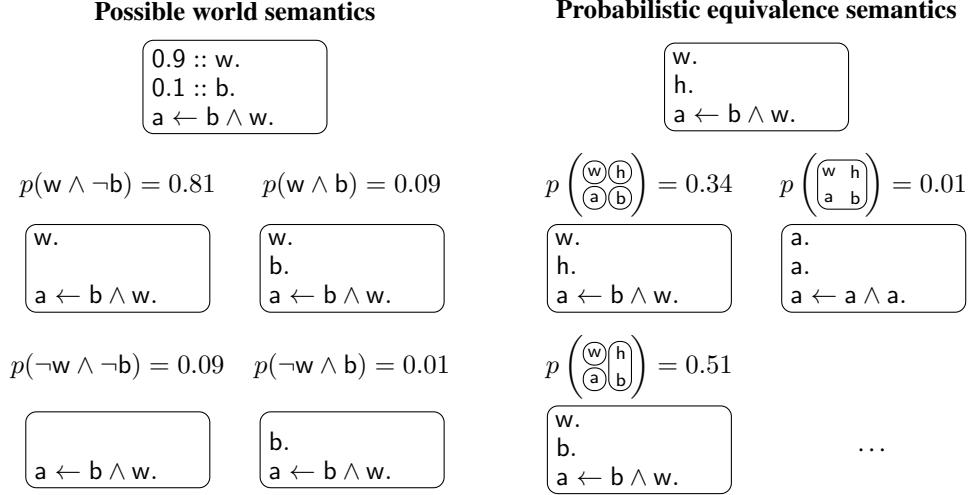 Possible world semantics
0.9 :: w.
0.1 :: b.
a ← b ∧ w.
p(w ∧ ¬b) = 0.81
p(w ∧ b) = 0.09
w.
a ← b ∧ w.
w.
b.
a ← b ∧ w.
p(¬w ∧ ¬b) = 0.09
p(¬w ∧ b) = 0.01
a ← b ∧ w.
b.
a ← b ∧ w.
Probabilistic equivalence semantics
w.
h.
a ← b ∧ w.
p ( w h
a b ) = 0.34
p ( w h
a b ) = 0.01
w.
h.
a ← b ∧ w.
a.
a.
a ← a ∧ a.
p ( w h
a b ) = 0.51
w.
b.
a ← b ∧ w.
...